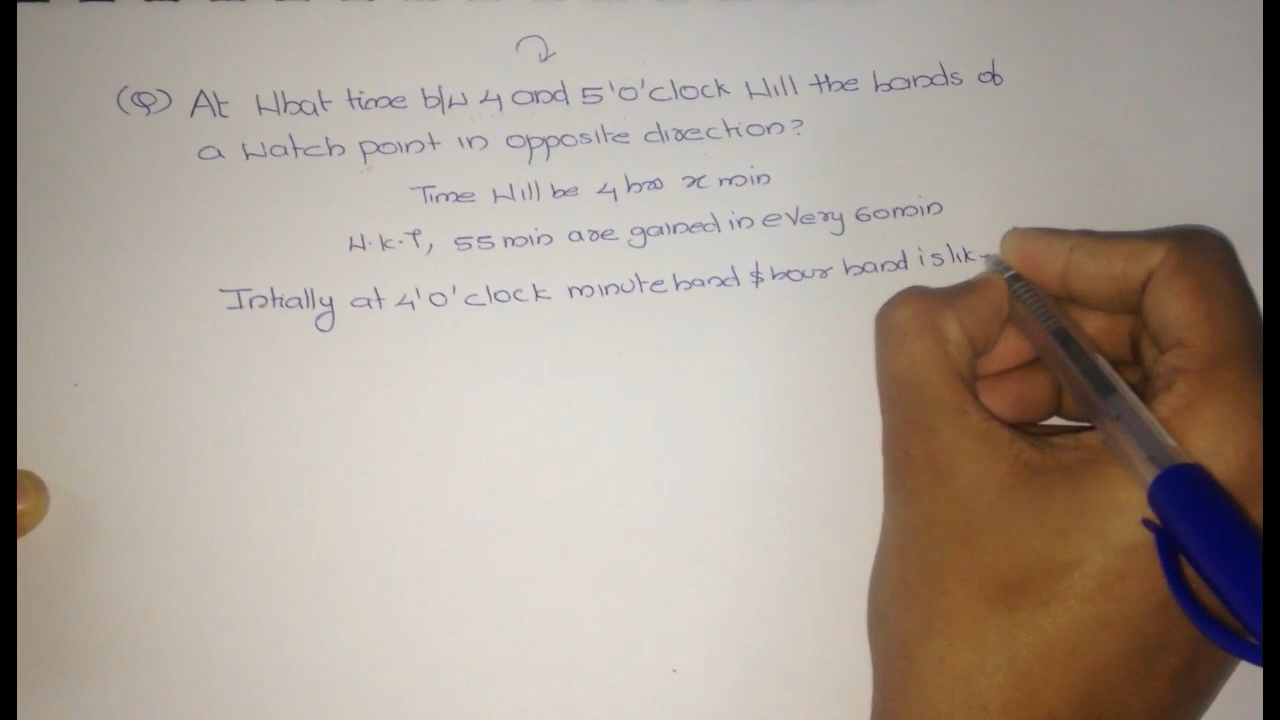 (Q) At What time b/w 4 and 5'o'clock Will the hands of
a watch point in opposite direction?
Time Will be 4 hrs x min
W.K.T, 55 min are gained in every 60min
Initially at 4'o'clock minute hand & hour hand is lik